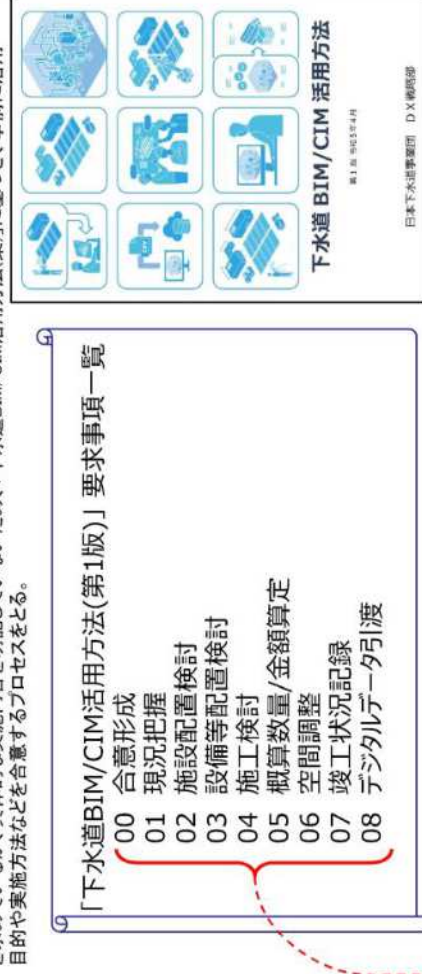 目的や実施方法などを合意するプロセスをとる。
「下水道BIM/CIM活用方法(第1版)」要求事項一覧
00 合意形成
01 現況把握
02 施設配置検討
03 設備等配置検討
04 施工検討
05 概算数量/金額算定
06 空間調整
07 竣工状況記録
08 デジタルデータ引渡
下水道 BIM/CIM 活用方法
第1版 令和5年4月
日本下水道事業団 DX戦略部